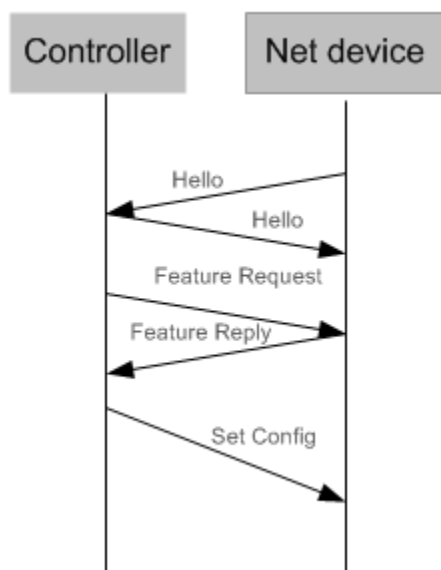 Controller
Net device
Hello
Hello
Feature Request
Feature Reply
Set Config